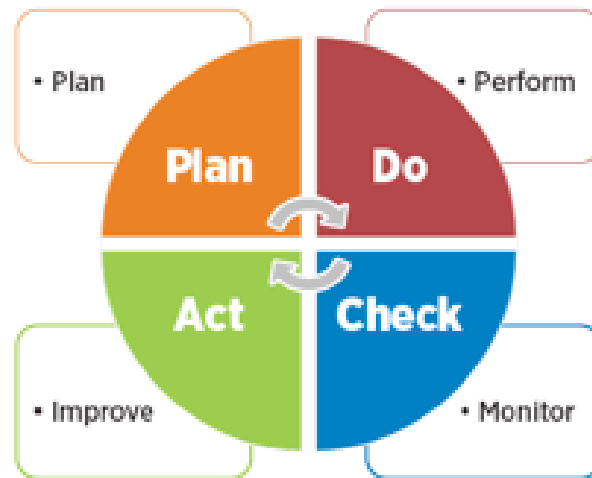 • Plan
• Perform
Plan
Do
Act
Check
• Improve
• Monitor